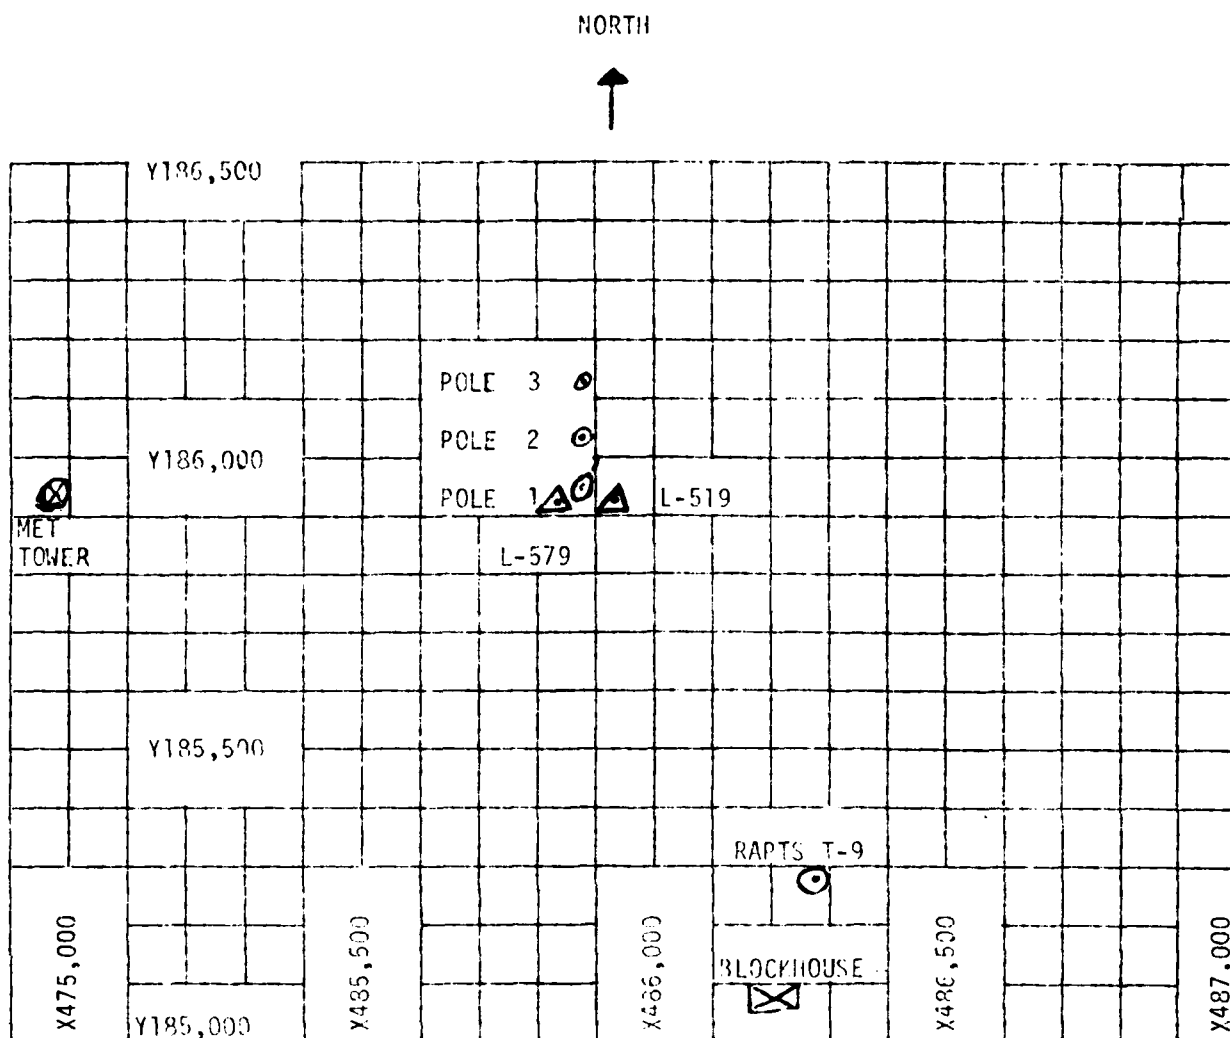 NORTH
Y186,500
POLE 3
POLE 2
Y186,000
POLE 1
L-519
MET
TOWER
L-579
Y185,500
RAPTS T-9
BLOCKHOUSE
X475,000
X485,500
X486,000
X486,500
X487,000
Y185,000